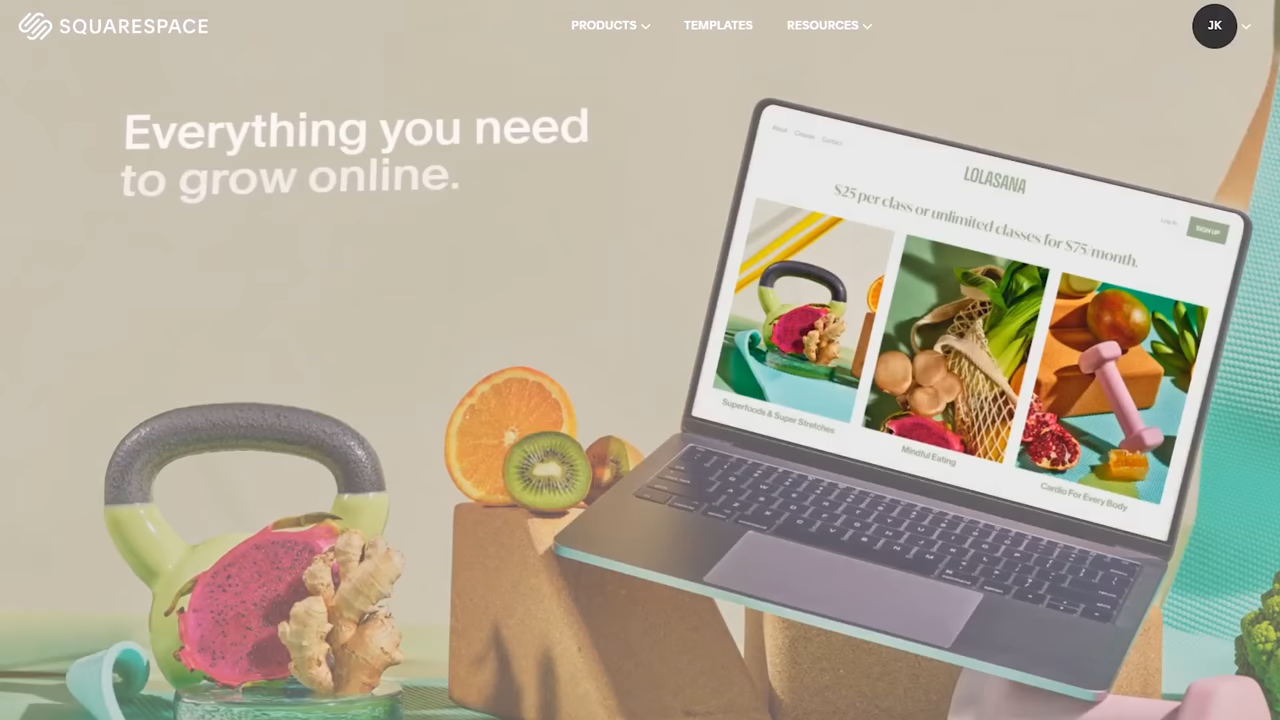 SQUARESPACE
PRODUCTS
TEMPLATES
RESOURCES
JK
Everything you need
to grow online.
About Classes Contact
LOLASANA
Log In
SIGN UP
$25 per class or unlimited classes for $75/month.
Superfoods & Super Stretches
Mindful Eating
Cardio For Every Body